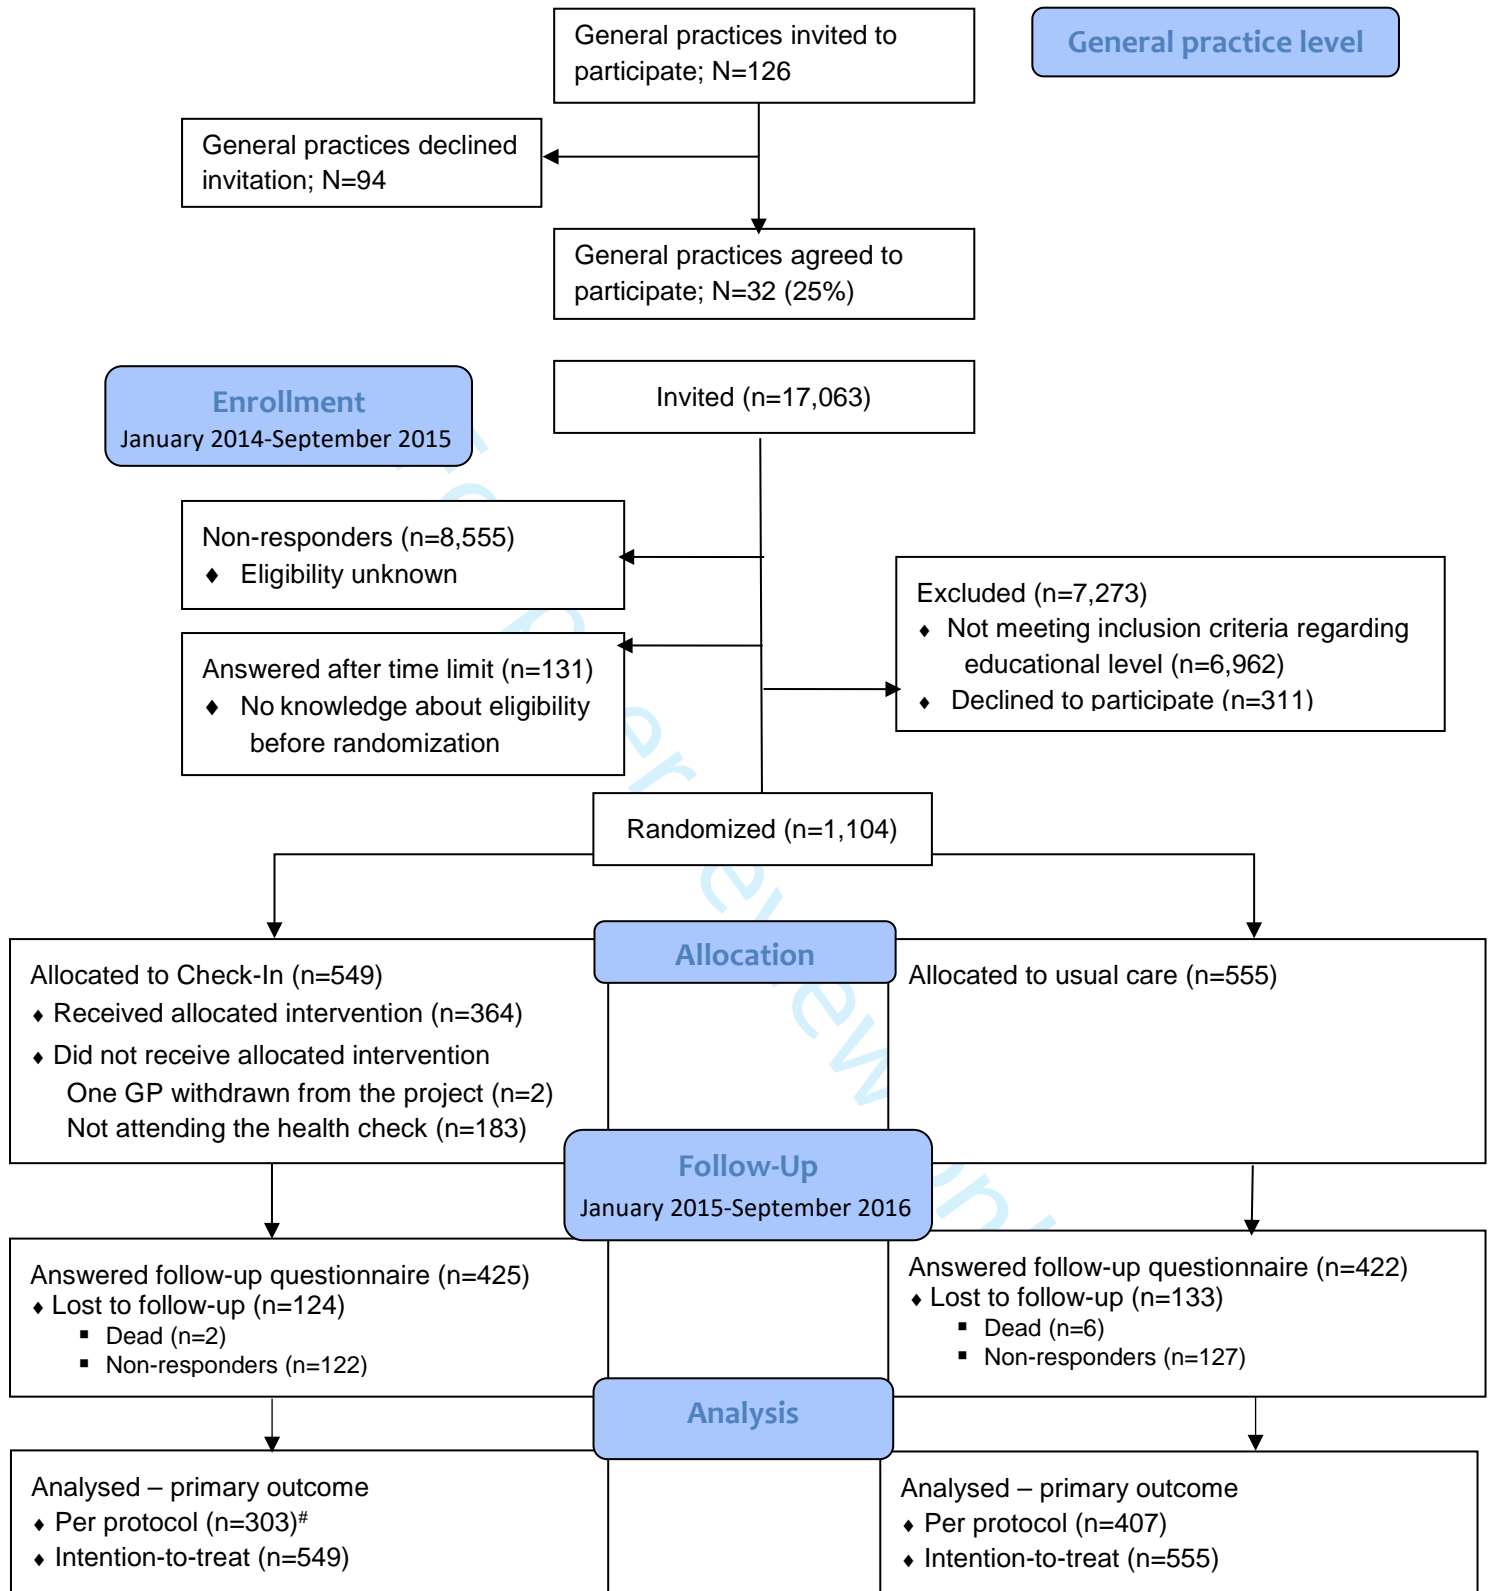 General practices invited to
participate; N=126
General practice level
General practices declined
invitation; N=94
General practices agreed to
participate; N=32 (25%)
Invited (n=17,063)
Enrollment
January 2014-September 2015
Non-responders (n=8,555)
♦ Eligibility unknown
Excluded (n=7,273)
♦ Not meeting inclusion criteria regarding
educational level (n=6,962)
♦ Declined to participate (n=311)
Answered after time limit (n=131)
♦ No knowledge about eligibility
before randomization
Randomized (n=1,104)
Allocation
Allocated to Check-In (n=549)
♦ Received allocated intervention (n=364)
♦ Did not receive allocated intervention
One GP withdrawn from the project (n=2)
Not attending the health check (n=183)
Allocated to usual care (n=555)
Follow-Up
January 2015-September 2016
Answered follow-up questionnaire (n=425)
♦ Lost to follow-up (n=124)
▪ Dead (n=2)
▪ Non-responders (n=122)
Answered follow-up questionnaire (n=422)
♦ Lost to follow-up (n=133)
▪ Dead (n=6)
▪ Non-responders (n=127)
Analysis
Analysed – primary outcome
♦ Per protocol (n=303)#
♦ Intention-to-treat (n=549)
Analysed – primary outcome
♦ Per protocol (n=407)
♦ Intention-to-treat (n=555)